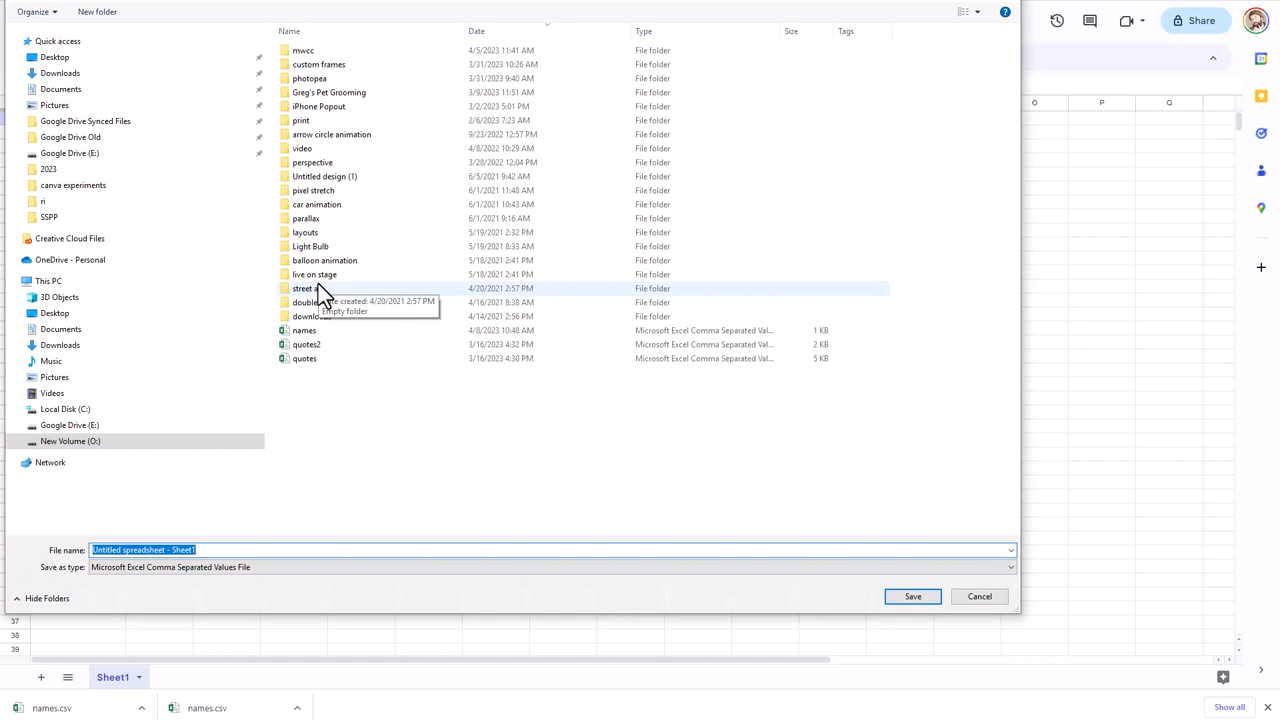 Organize
New folder
Share
Quick access
Desktop
Downloads
Documents
Pictures
Google Drive Synced Files
Google Drive Old
Google Drive (E:)
2023
canva experiments
ri
SSPP
Creative Cloud Files
OneDrive - Personal
This PC
3D Objects
Desktop
Documents
Downloads
Music
Pictures
Videos
Local Disk (C:)
Google Drive (E:)
New Volume (O:)
Network
Name Date Type Size Tags
mwcc 4/5/2023 11:41 AM File folder
custom frames 3/31/2023 10:26 AM File folder
photopea 3/31/2023 9:40 AM File folder
Greg's Pet Grooming 3/9/2023 11:51 AM File folder
iPhone Popout 3/2/2023 5:01 PM File folder
print 2/6/2023 7:23 AM File folder
arrow circle animation 9/23/2022 12:57 PM File folder
video 4/8/2022 10:29 AM File folder
perspective 3/28/2022 12:04 PM File folder
Untitled design (1) 6/5/2021 9:42 AM File folder
pixel stretch 6/1/2021 11:48 AM File folder
car animation 6/1/2021 10:43 AM File folder
parallax 6/1/2021 9:16 AM File folder
layouts 5/19/2021 2:32 PM File folder
Light Bulb 5/19/2021 8:33 AM File folder
balloon animation 5/18/2021 2:41 PM File folder
live on stage 5/18/2021 2:41 PM File folder
street a 4/20/2021 2:57 PM File folder
double 4/16/2021 8:38 AM File folder
created: 4/20/2021 2:57 PM
Empty folder
4/14/2021 2:56 PM File folder
names 4/8/2023 10:48 AM Microsoft Excel Comma Separated Val... 1 KB
quotes2 3/16/2023 4:32 PM Microsoft Excel Comma Separated Val... 2 KB
quotes 3/16/2023 4:30 PM Microsoft Excel Comma Separated Val... 5 KB
File name: Untitled spreadsheet - Sheet1
Save as type: Microsoft Excel Comma Separated Values File
Hide Folders
Save
Cancel
O P Q
37
38
39
Sheet1
names.csv
names.csv
Show all